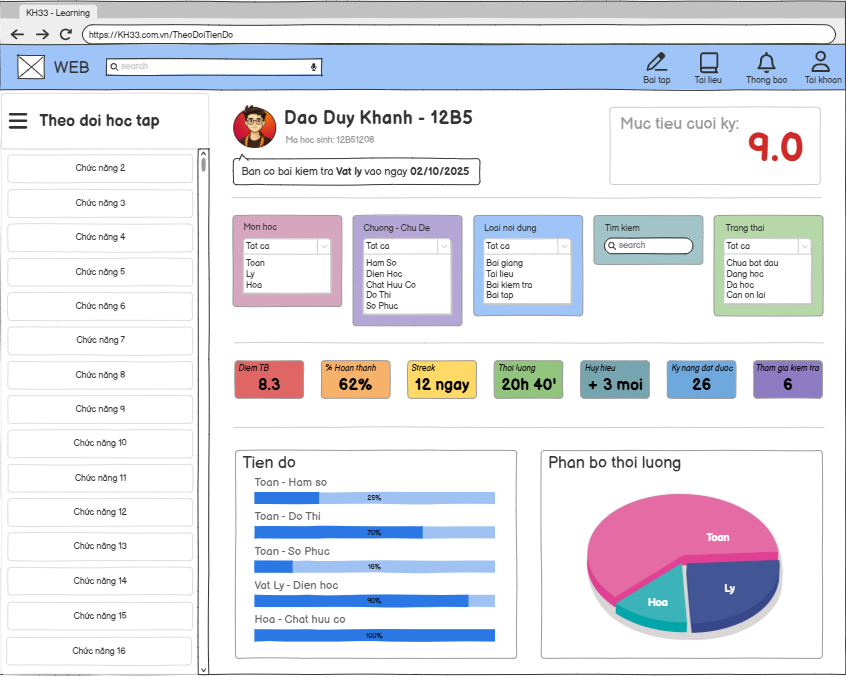 KH33 - Learning
https://KH33.com.vn/TheoDoiTienDo
WEB
search
Bai tap
Tai lieu
Thong bao
Tai khoan
Theo doi hoc tap
Chức năng 2
Chức năng 3
Chức năng 4
Chức năng 5
Chức năng 6
Chức năng 7
Chức năng 8
Chức năng 9
Chức năng 10
Chức năng 11
Chức năng 12
Chức năng 13
Chức năng 14
Chức năng 15
Chức năng 16
Dao Duy Khanh - 12B5
Ma hoc sinh: 12B51208
Ban co bai kiem tra Vat ly vao ngay 02/10/2025
Muc tieu cuoi ky:
9.0
Mon hoc
Tat ca
Toan
Ly
Hoa
Chuong - Chu De
Tat ca
Ham So
Dien Hoc
Chat Huu Co
Do Thi
So Phuc
Loai noi dung
Tat ca
Bai giang
Tai lieu
Bai kiem tra
Bai tap
Tim kiem
search
Trang thai
Tat ca
Chua bat dau
Dang hoc
Da hoc
Can on lai
Diem TB
8.3
% Hoan thanh
62%
Streak
12 ngay
Thoi luong
20h 40'
Huy hieu
+ 3 moi
Ky nang dat duoc
26
Tham gia kiem tra
6
Tien do
Toan - Ham so
25%
Toan - Do Thi
70%
Toan - So Phuc
16%
Vat Ly - Dien hoc
90%
Hoa - Chat huu co
100%
Phan bo thoi luong
Toan
Ly
Hoa